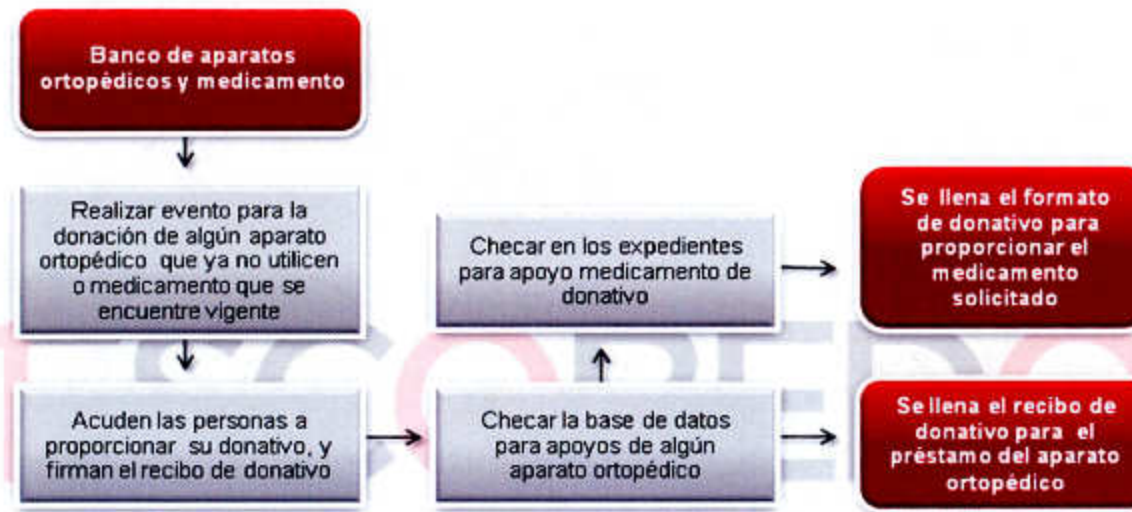 Banco de aparatos
ortopédicos y medicamento
Realizar evento para la
donación de algún aparato
ortopédico que ya no utilicen
o medicamento que se
encuentre vigente
Acuden las personas a
proporcionar su donativo, y
firman el recibo de donativo
Checar la base de datos
para apoyos de algún
aparato ortopédico
Checar en los expedientes
para apoyo medicamento de
donativo
Se llena el formato
de donativo para
proporcionar el
medicamento
solicitado
Se llena el recibo de
donativo para el
préstamo del aparato
ortopédico